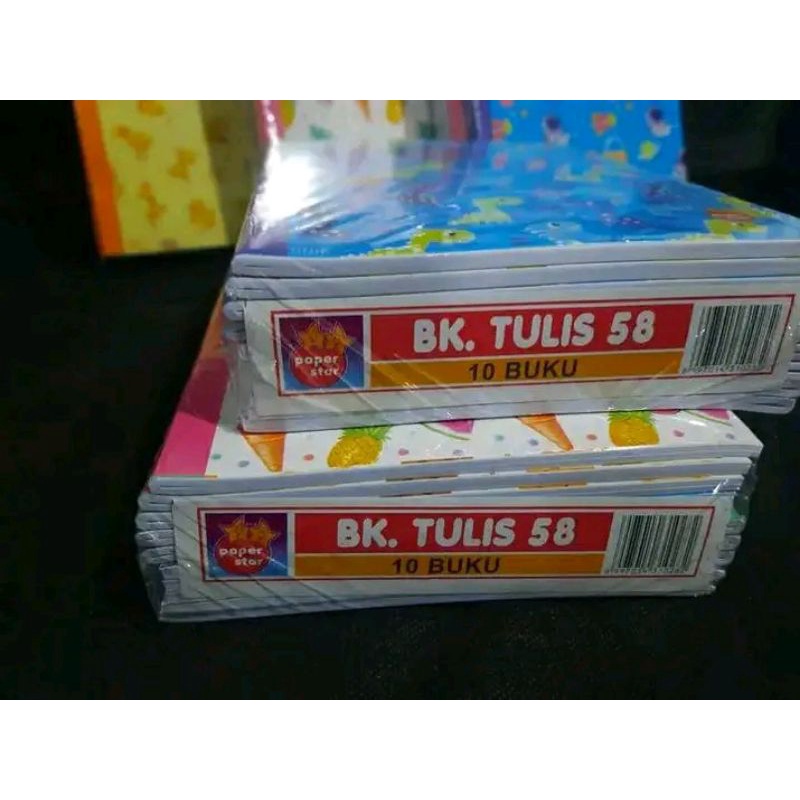 paper
star
BK. TULIS 58
10 BUKU
paper
star
BK. TULIS 58
10 BUKU